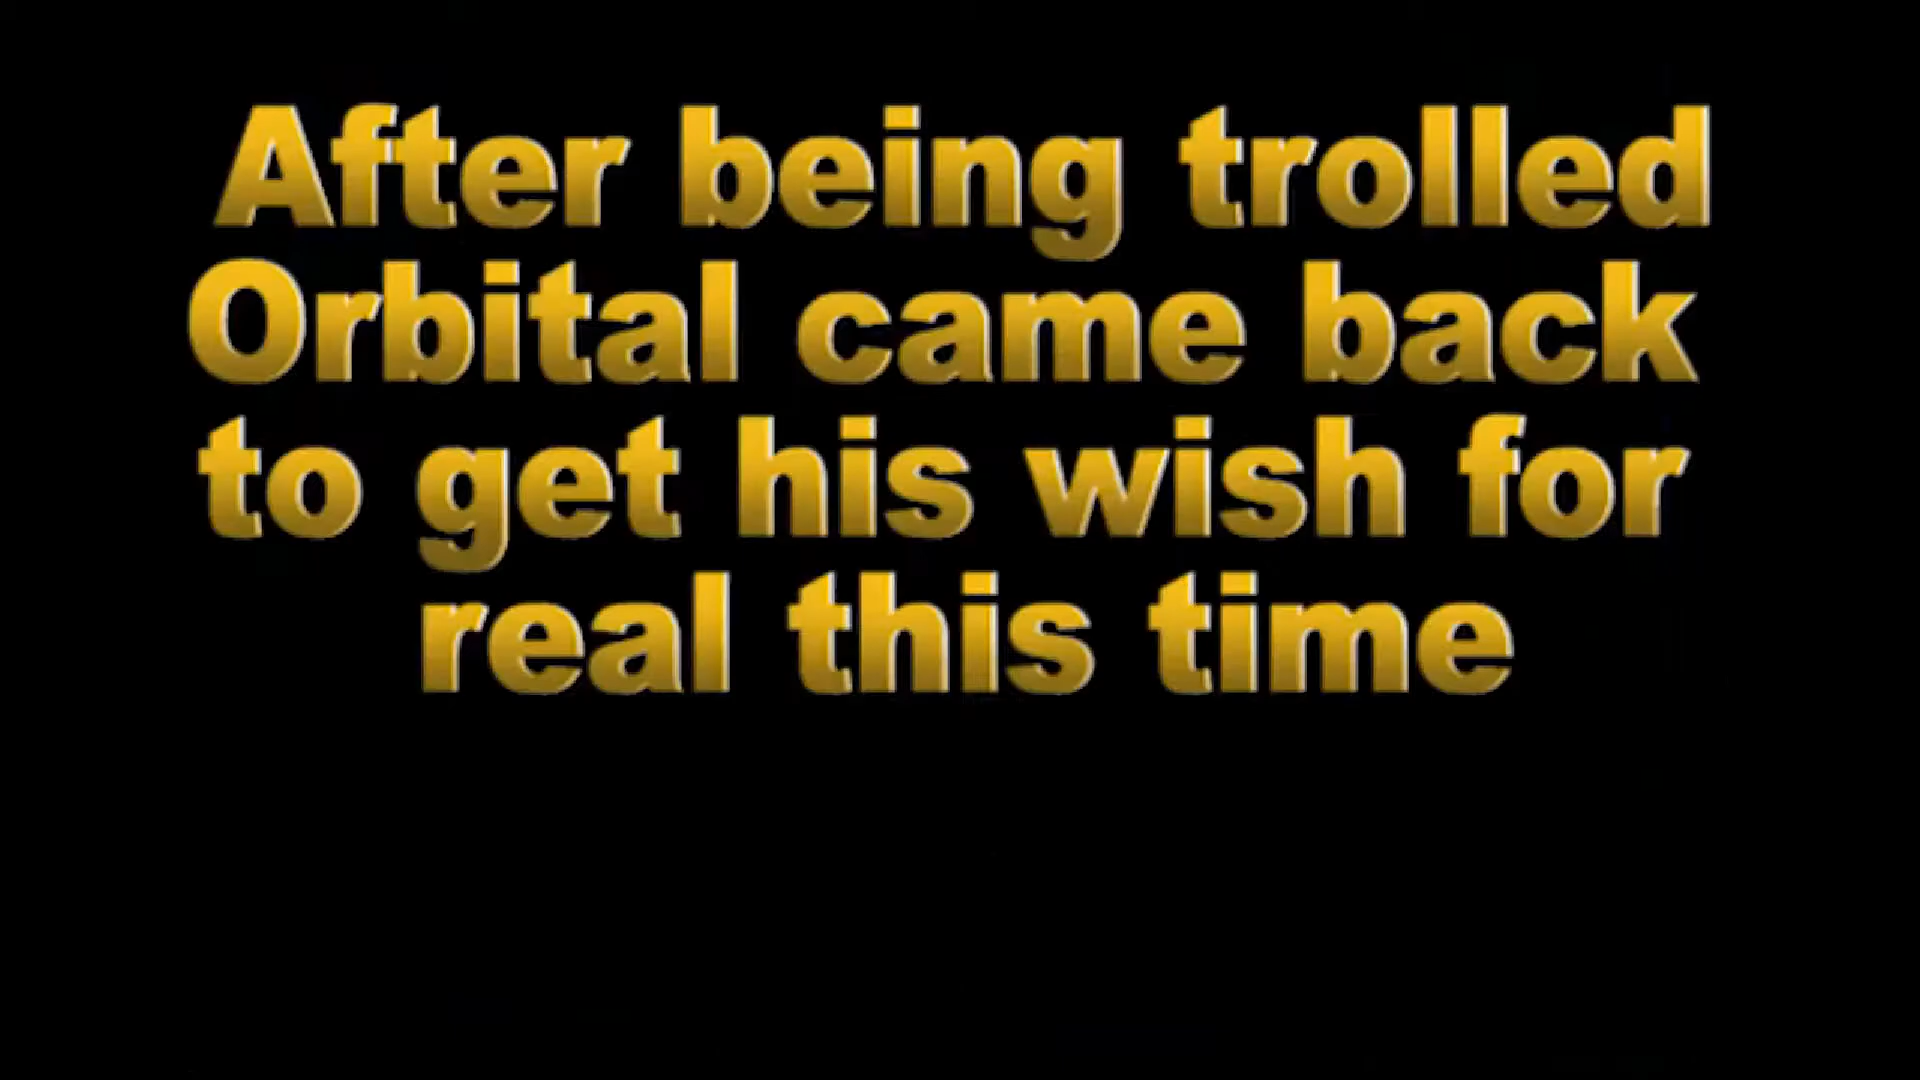 After being trolled
Orbital came back
to get his wish for
real this time